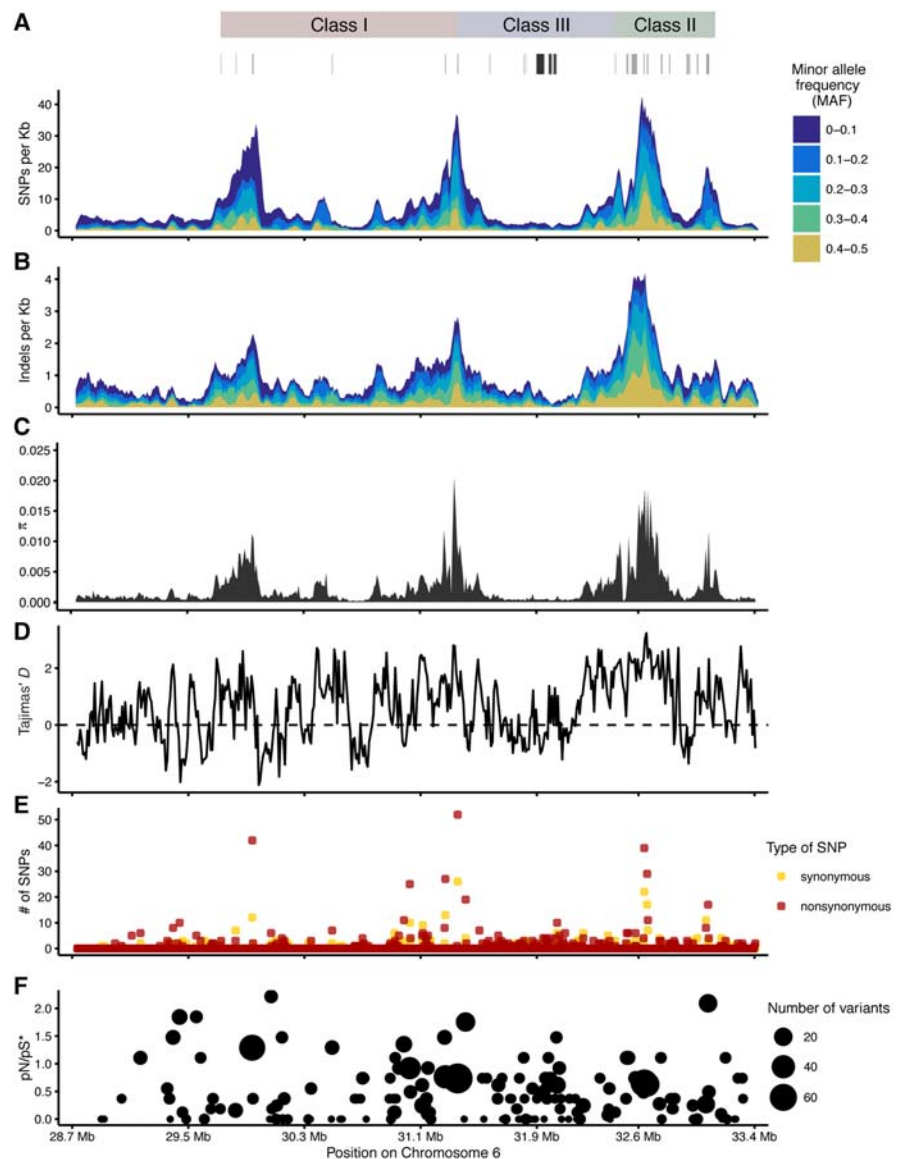 A
Class I Class III Class II
Minor allele
frequency
(MAF)
0–0.1
0.1–0.2
0.2–0.3
0.3–0.4
0.4–0.5
SNPs per Kb
40
30
20
10
0
B
Indels per Kb
4
3
2
1
0
C
π
0.025
0.020
0.015
0.010
0.005
0.000
D
Tajimas' D
2
0
−2
E
# of SNPs
50
40
30
20
10
0
Type of SNP
synonymous
nonsynonymous
F
pN/pS*
2.0
1.5
1.0
0.5
0.0
Number of variants
20
40
60
28.7 Mb 29.5 Mb 30.3 Mb 31.1 Mb 31.9 Mb 32.6 Mb 33.4 Mb
Position on Chromosome 6